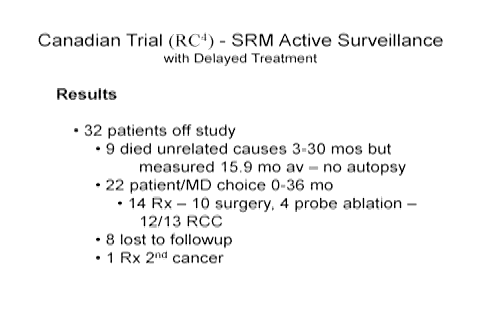 Canadian Trial (RC⁴) - SRM Active Surveillance
with Delayed Treatment
Results
• 32 patients off study
• 9 died unrelated causes 3-30 mos but
measured 15.9 mo av – no autopsy
• 22 patient/MD choice 0-36 mo
• 14 Rx – 10 surgery, 4 probe ablation –
12/13 RCC
• 8 lost to followup
• 1 Rx 2nd cancer